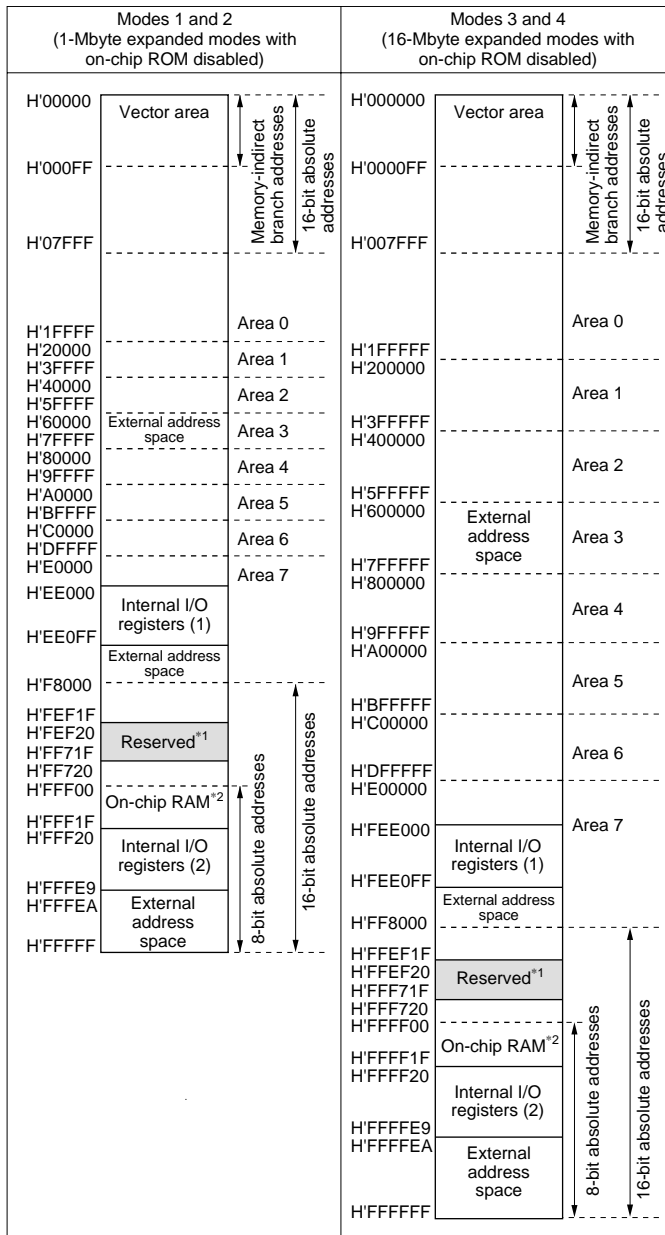 Modes 1 and 2
(1-Mbyte expanded modes with
on-chip ROM disabled)
H'00000
Vector area
H'000FF
Memory-indirect
branch addresses
16-bit absolute
addresses
H'07FFF
Area 0
H'1FFFF
H'20000
Area 1
H'3FFFF
H'40000
Area 2
H'5FFFF
H'60000
External address
space
Area 3
H'7FFFF
H'80000
Area 4
H'9FFFF
H'A0000
Area 5
H'BFFFF
H'C0000
Area 6
H'DFFFF
H'E0000
Area 7
H'EE000
Internal I/O
registers (1)
H'EE0FF
External address
space
H'F8000
H'FEF1F
H'FEF20
Reserved*1
H'FF71F
H'FF720
H'FFF00
On-chip RAM*2
H'FFF1F
H'FFF20
Internal I/O
registers (2)
H'FFFE9
H'FFFEA
External
address
space
H'FFFFF
8-bit absolute addresses
16-bit absolute addresses
Modes 3 and 4
(16-Mbyte expanded modes with
on-chip ROM disabled)
H'000000
Vector area
H'0000FF
Memory-indirect
branch addresses
16-bit absolute
addresses
H'007FFF
Area 0
H'1FFFFF
H'200000
Area 1
H'3FFFFF
H'400000
Area 2
H'5FFFFF
H'600000
External
address
space
Area 3
H'7FFFFF
H'800000
Area 4
H'9FFFFF
H'A00000
Area 5
H'BFFFFF
H'C00000
Area 6
H'DFFFFF
H'E00000
Area 7
H'FEE000
Internal I/O
registers (1)
H'FEE0FF
External address
space
H'FF8000
H'FFEF1F
H'FFEF20
Reserved*1
H'FFF71F
H'FFF720
H'FFFF00
On-chip RAM*2
H'FFFF1F
H'FFFF20
Internal I/O
registers (2)
H'FFFFE9
H'FFFFEA
External
address
space
H'FFFFFF
8-bit absolute addresses
16-bit absolute addresses